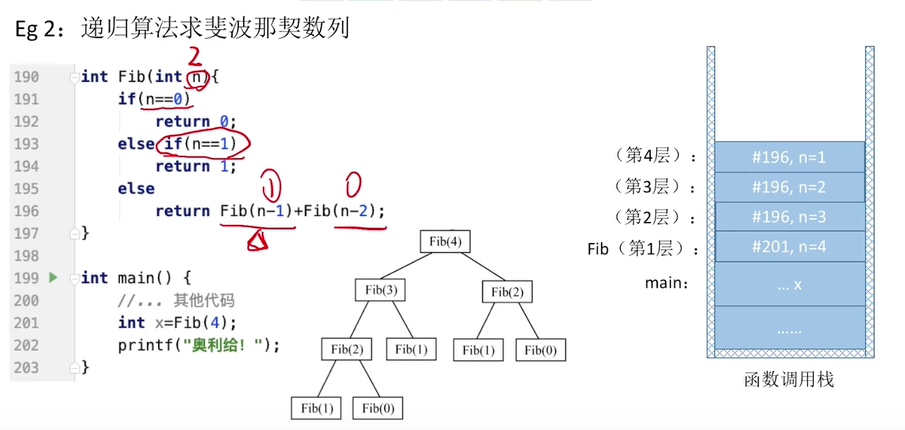 Eg 2：递归算法求斐波那契数列
2
190 int Fib(int n){
191 if(n==0)
192 return 0;
193 else if(n==1)
194 return 1;
195 else
1 0
196 return Fib(n-1)+Fib(n-2);
197 }
198
199 int main() {
200 //... 其他代码
201 int x=Fib(4);
202 printf("奥利给！");
203 }
Fib(4)
Fib(3) Fib(2)
Fib(2) Fib(1) Fib(1) Fib(0)
Fib(1) Fib(0)
（第4层）： #196, n=1
（第3层）： #196, n=2
（第2层）： #196, n=3
Fib（第1层）： #201, n=4
main： ... x
……
函数调用栈